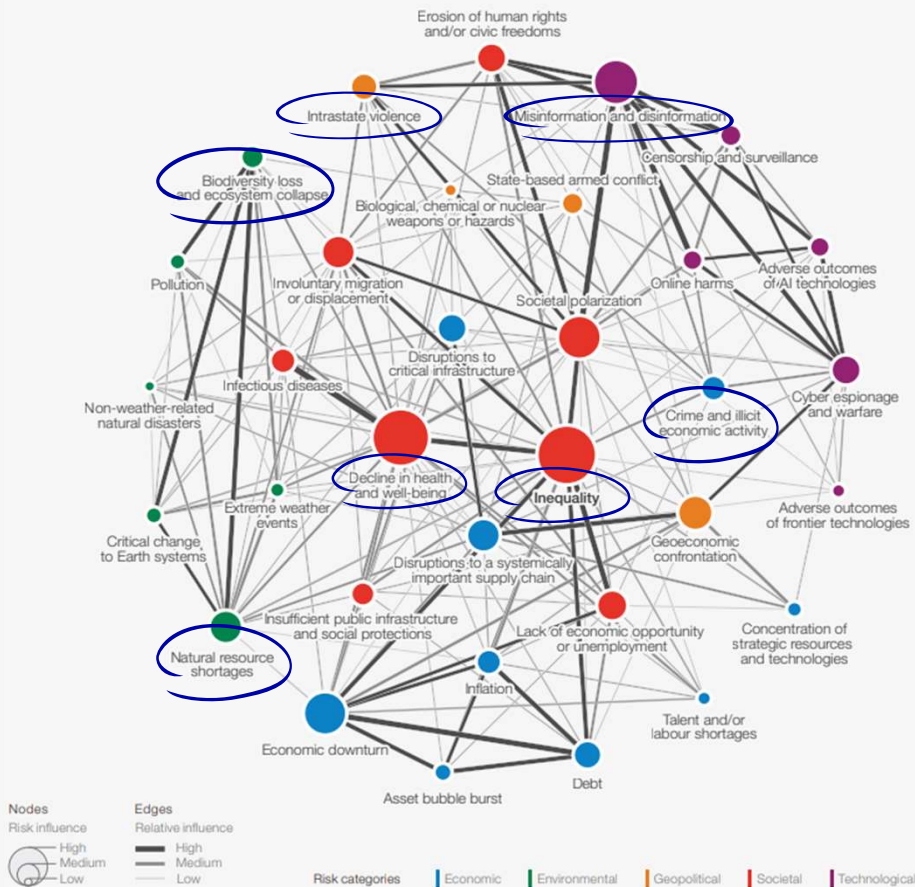 Erosion of human rights
and/or civic freedoms
Intrastate violence
Misinformation and disinformation
Censorship and surveillance
Biodiversity loss
and ecosystem collapse
State-based armed conflict
Biological, chemical or nuclear
weapons or hazards
Pollution
Involuntary migration
or displacement
Online harms
Adverse outcomes
of AI technologies
Societal polarization
Disruptions to
critical infrastructure
Infectious diseases
Non-weather-related
natural disasters
Crime and illicit
economic activity
Cyber espionage
and warfare
Decline in health
and well-being
Inequality
Extreme weather
events
Critical change
to Earth systems
Adverse outcomes
of frontier technologies
Geoeconomic
confrontation
Disruptions to a systemically
important supply chain
Insufficient public infrastructure
and social protections
Lack of economic opportunity
or unemployment
Concentration of
strategic resources
and technologies
Natural resource
shortages
Inflation
Talent and/or
labour shortages
Economic downturn
Debt
Asset bubble burst
Nodes
Risk influence
High
Medium
Low
Edges
Relative influence
High
Medium
Low
Risk categories
Economic
Environmental
Geopolitical
Societal
Technological